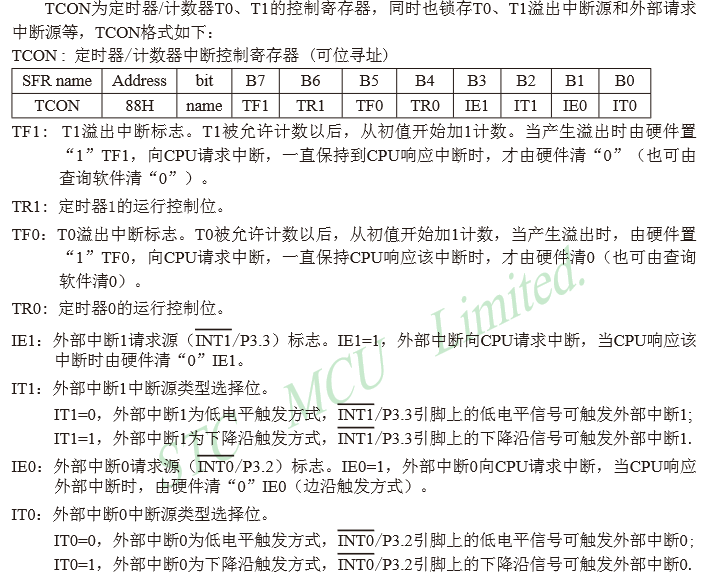 TCON为定时器/计数器T0、T1的控制寄存器，同时也锁存T0、T1溢出中断源和外部请求
中断源等，TCON格式如下：
TCON : 定时器/计数器中断控制寄存器 (可位寻址)
SFR name Address bit B7 B6 B5 B4 B3 B2 B1 B0
TCON 88H name TF1 TR1 TF0 TR0 IE1 IT1 IE0 IT0
TF1： T1溢出中断标志。T1被允许计数以后，从初值开始加1计数。当产生溢出时由硬件置
“1”TF1，向CPU请求中断，一直保持到CPU响应中断时，才由硬件清“0”（也可由
查询软件清“0”）。
TR1：定时器1的运行控制位。
TF0：T0溢出中断标志。T0被允许计数以后，从初值开始加1计数，当产生溢出时，由硬件置
“1”TF0，向CPU请求中断，一直保持CPU响应该中断时，才由硬件清0（也可由查询
软件清0）。
TR0：定时器0的运行控制位。
IE1：外部中断1请求源（INT1/P3.3）标志。IE1=1，外部中断向CPU请求中断，当CPU响应该
中断时由硬件清“0”IE1。
IT1：外部中断1中断源类型选择位。
IT1=0，外部中断1为低电平触发方式，INT1/P3.3引脚上的低电平信号可触发外部中断1;
IT1=1，外部中断1为下降沿触发方式，INT1/P3.3引脚上的下降沿信号可触发外部中断1.
IE0：外部中断0请求源（INT0/P3.2）标志。IE0=1，外部中断0向CPU请求中断，当CPU响应
外部中断时，由硬件清“0”IE0（边沿触发方式）。
IT0：外部中断0中断源类型选择位。
IT0=0，外部中断0为低电平触发方式，INT0/P3.2引脚上的低电平信号可触发外部中断0;
IT0=1，外部中断0为下降沿触发方式，INT0/P3.2引脚上的下降沿信号可触发外部中断0.
STC MCU Limited.